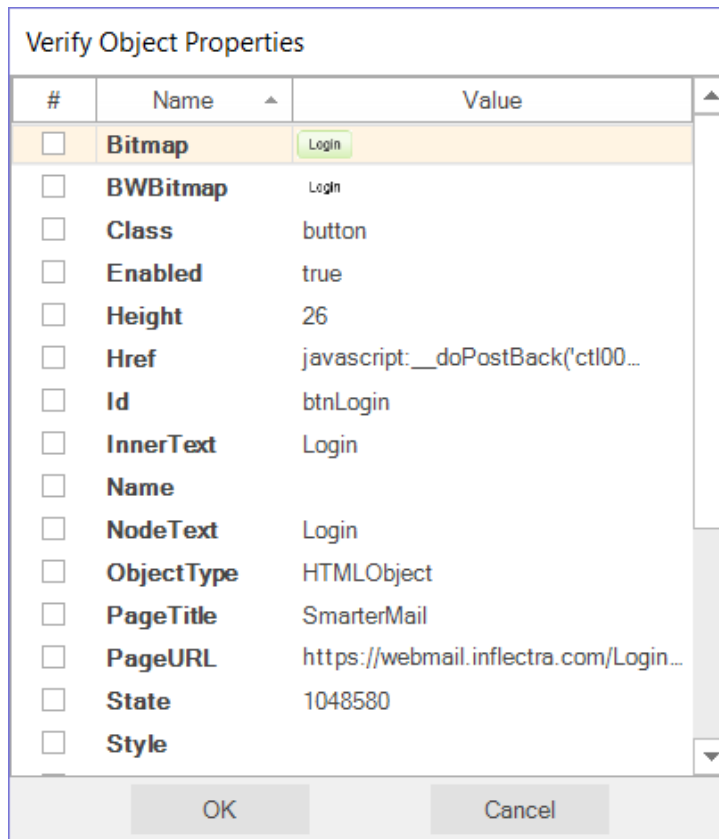 Verify Object Properties
# Name Value
Bitmap Login
BWBitmap Login
Class button
Enabled true
Height 26
Href javascript:__doPostBack('ctl00...
Id btnLogin
InnerText Login
Name
NodeText Login
ObjectType HTMLObject
PageTitle SmarterMail
PageURL https://webmail.inflectra.com/Login...
State 1048580
Style
OK Cancel